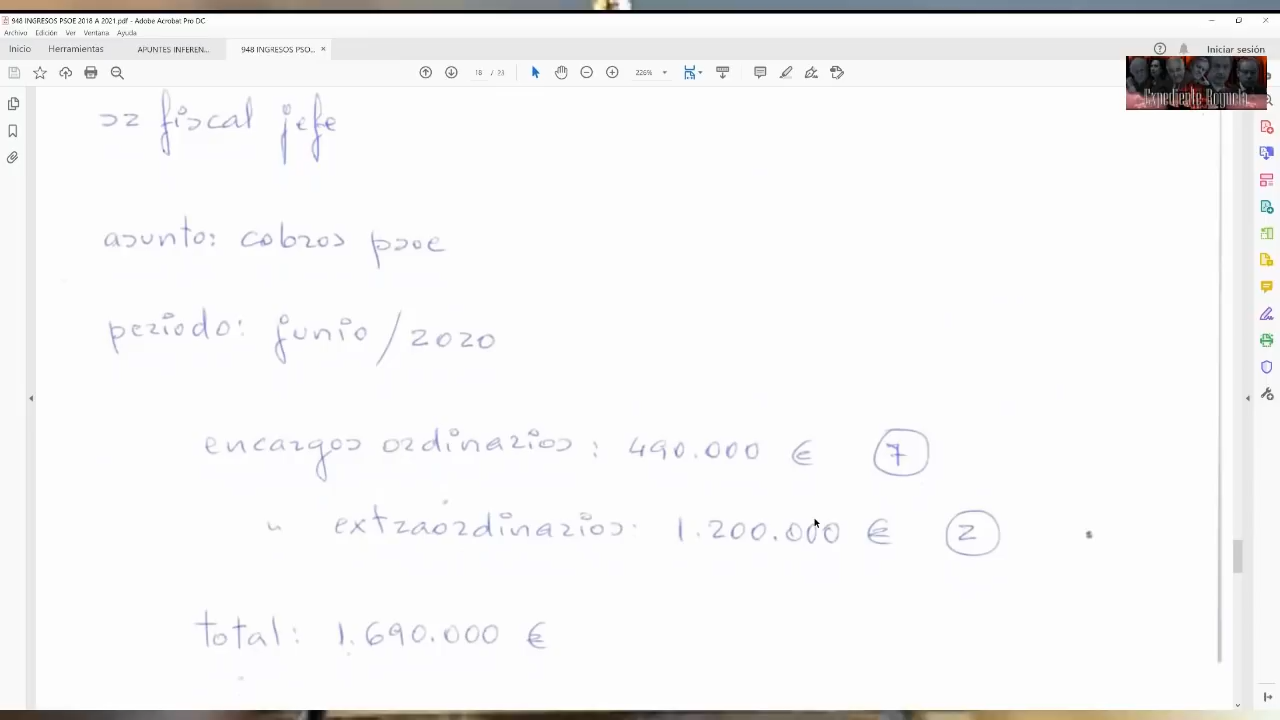 948 INGRESOS PSOE 2018 A 2021.pdf - Adobe Acrobat Pro DC
Archivo Edición Ver Ventana Ayuda
Inicio Herramientas APUNTES INFEREN... 948 INGRESOS PSO... × Iniciar sesión
18 / 23 226%
Expediente Royuela
sz fiscal jefe
asunto: cobros psoe
periodo: junio/2020
encargos ordinarios: 490.000 € 7
" extraordinarios: 1.200.000 € 2
total: 1.690.000 €